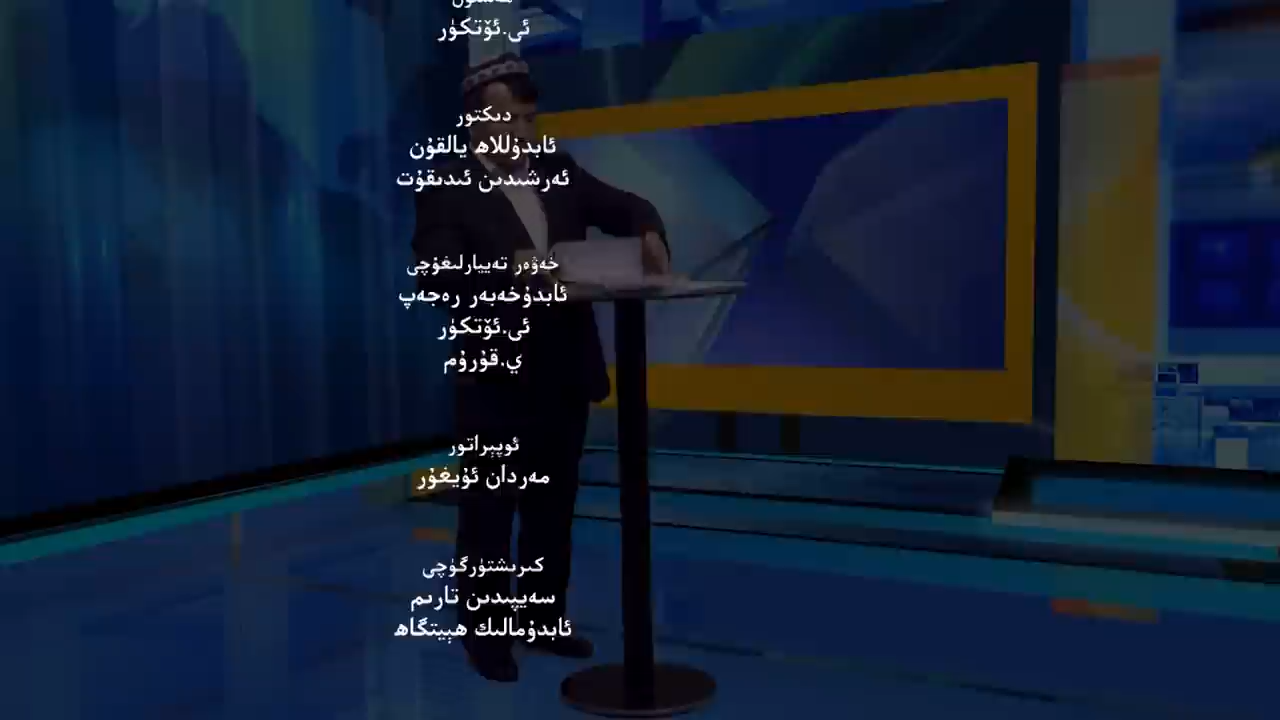 ئى.ئۆتكۈر
دىكتور
ئابدۇللاھ يالقۇن
ئەرشىدىن ئىدىقۇت
خەۋەر تەييارلىغۇچى
ئابدۇخەبەر رەجەپ
ئى.ئۆتكۈر
ي.قۇرۇم
ئوپېراتور
مەردان ئۇيغۇر
كىرىشتۈرگۈچى
سەيپىدىن تارىم
ئابدۇمالىك ھېيتگاھ